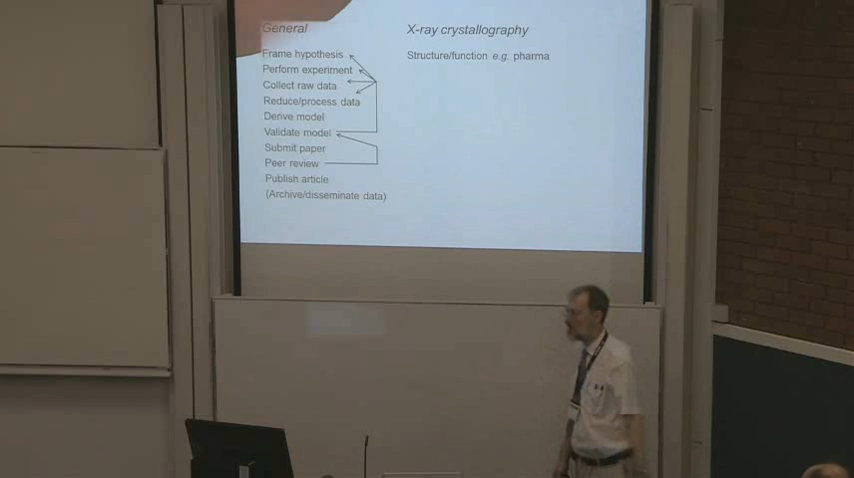 General
Frame hypothesis
Perform experiment
Collect raw data
Reduce/process data
Derive model
Validate model
Submit paper
Peer review
Publish article
(Archive/disseminate data)
X-ray crystallography
Structure/function e.g. pharma